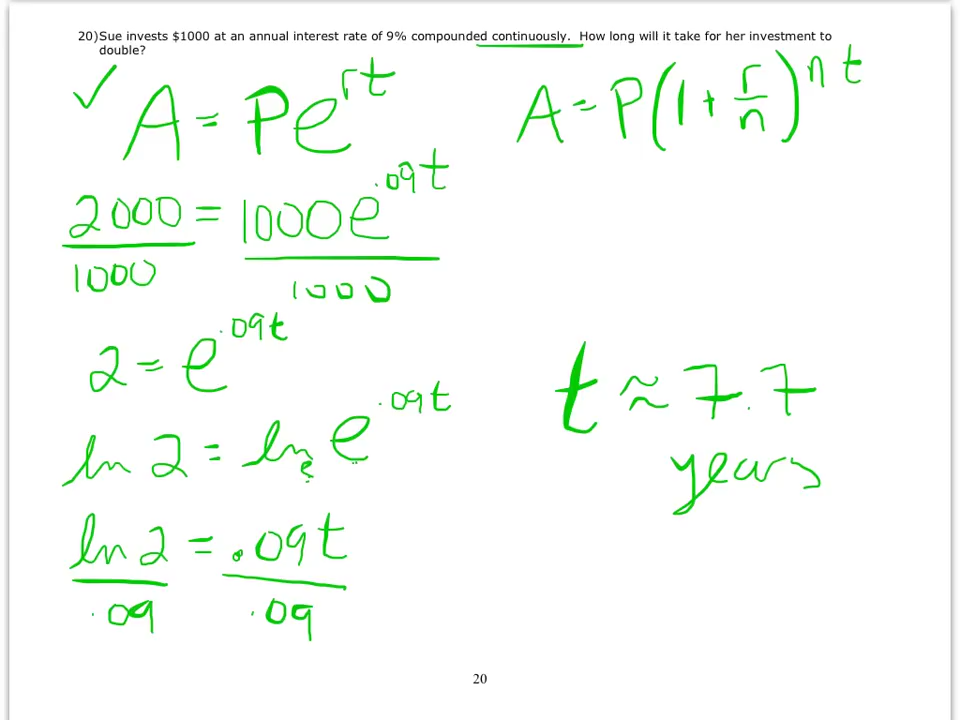 20) Sue invests $1000 at an annual interest rate of 9% compounded continuously. How long will it take for her investment to
double?
✓ A = Pe^rt
A = P(1 + r/n)^nt
2000 = 1000e^.09t
1000 1000
2 = e^.09t
ln 2 = ln_e e^.09t
ln 2 = .09t
.09 .09
t ≈ 7.7
years
20